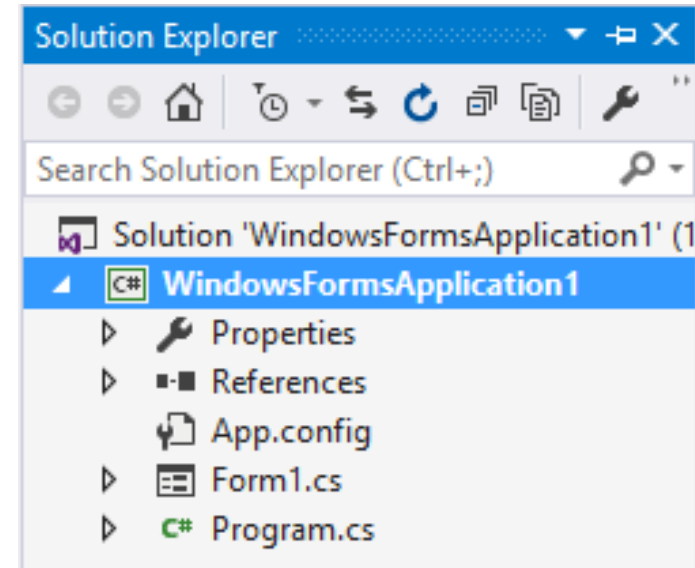 Solution Explorer
Search Solution Explorer (Ctrl+;)
Solution 'WindowsFormsApplication1' (1
C# WindowsFormsApplication1
Properties
References
App.config
Form1.cs
C# Program.cs